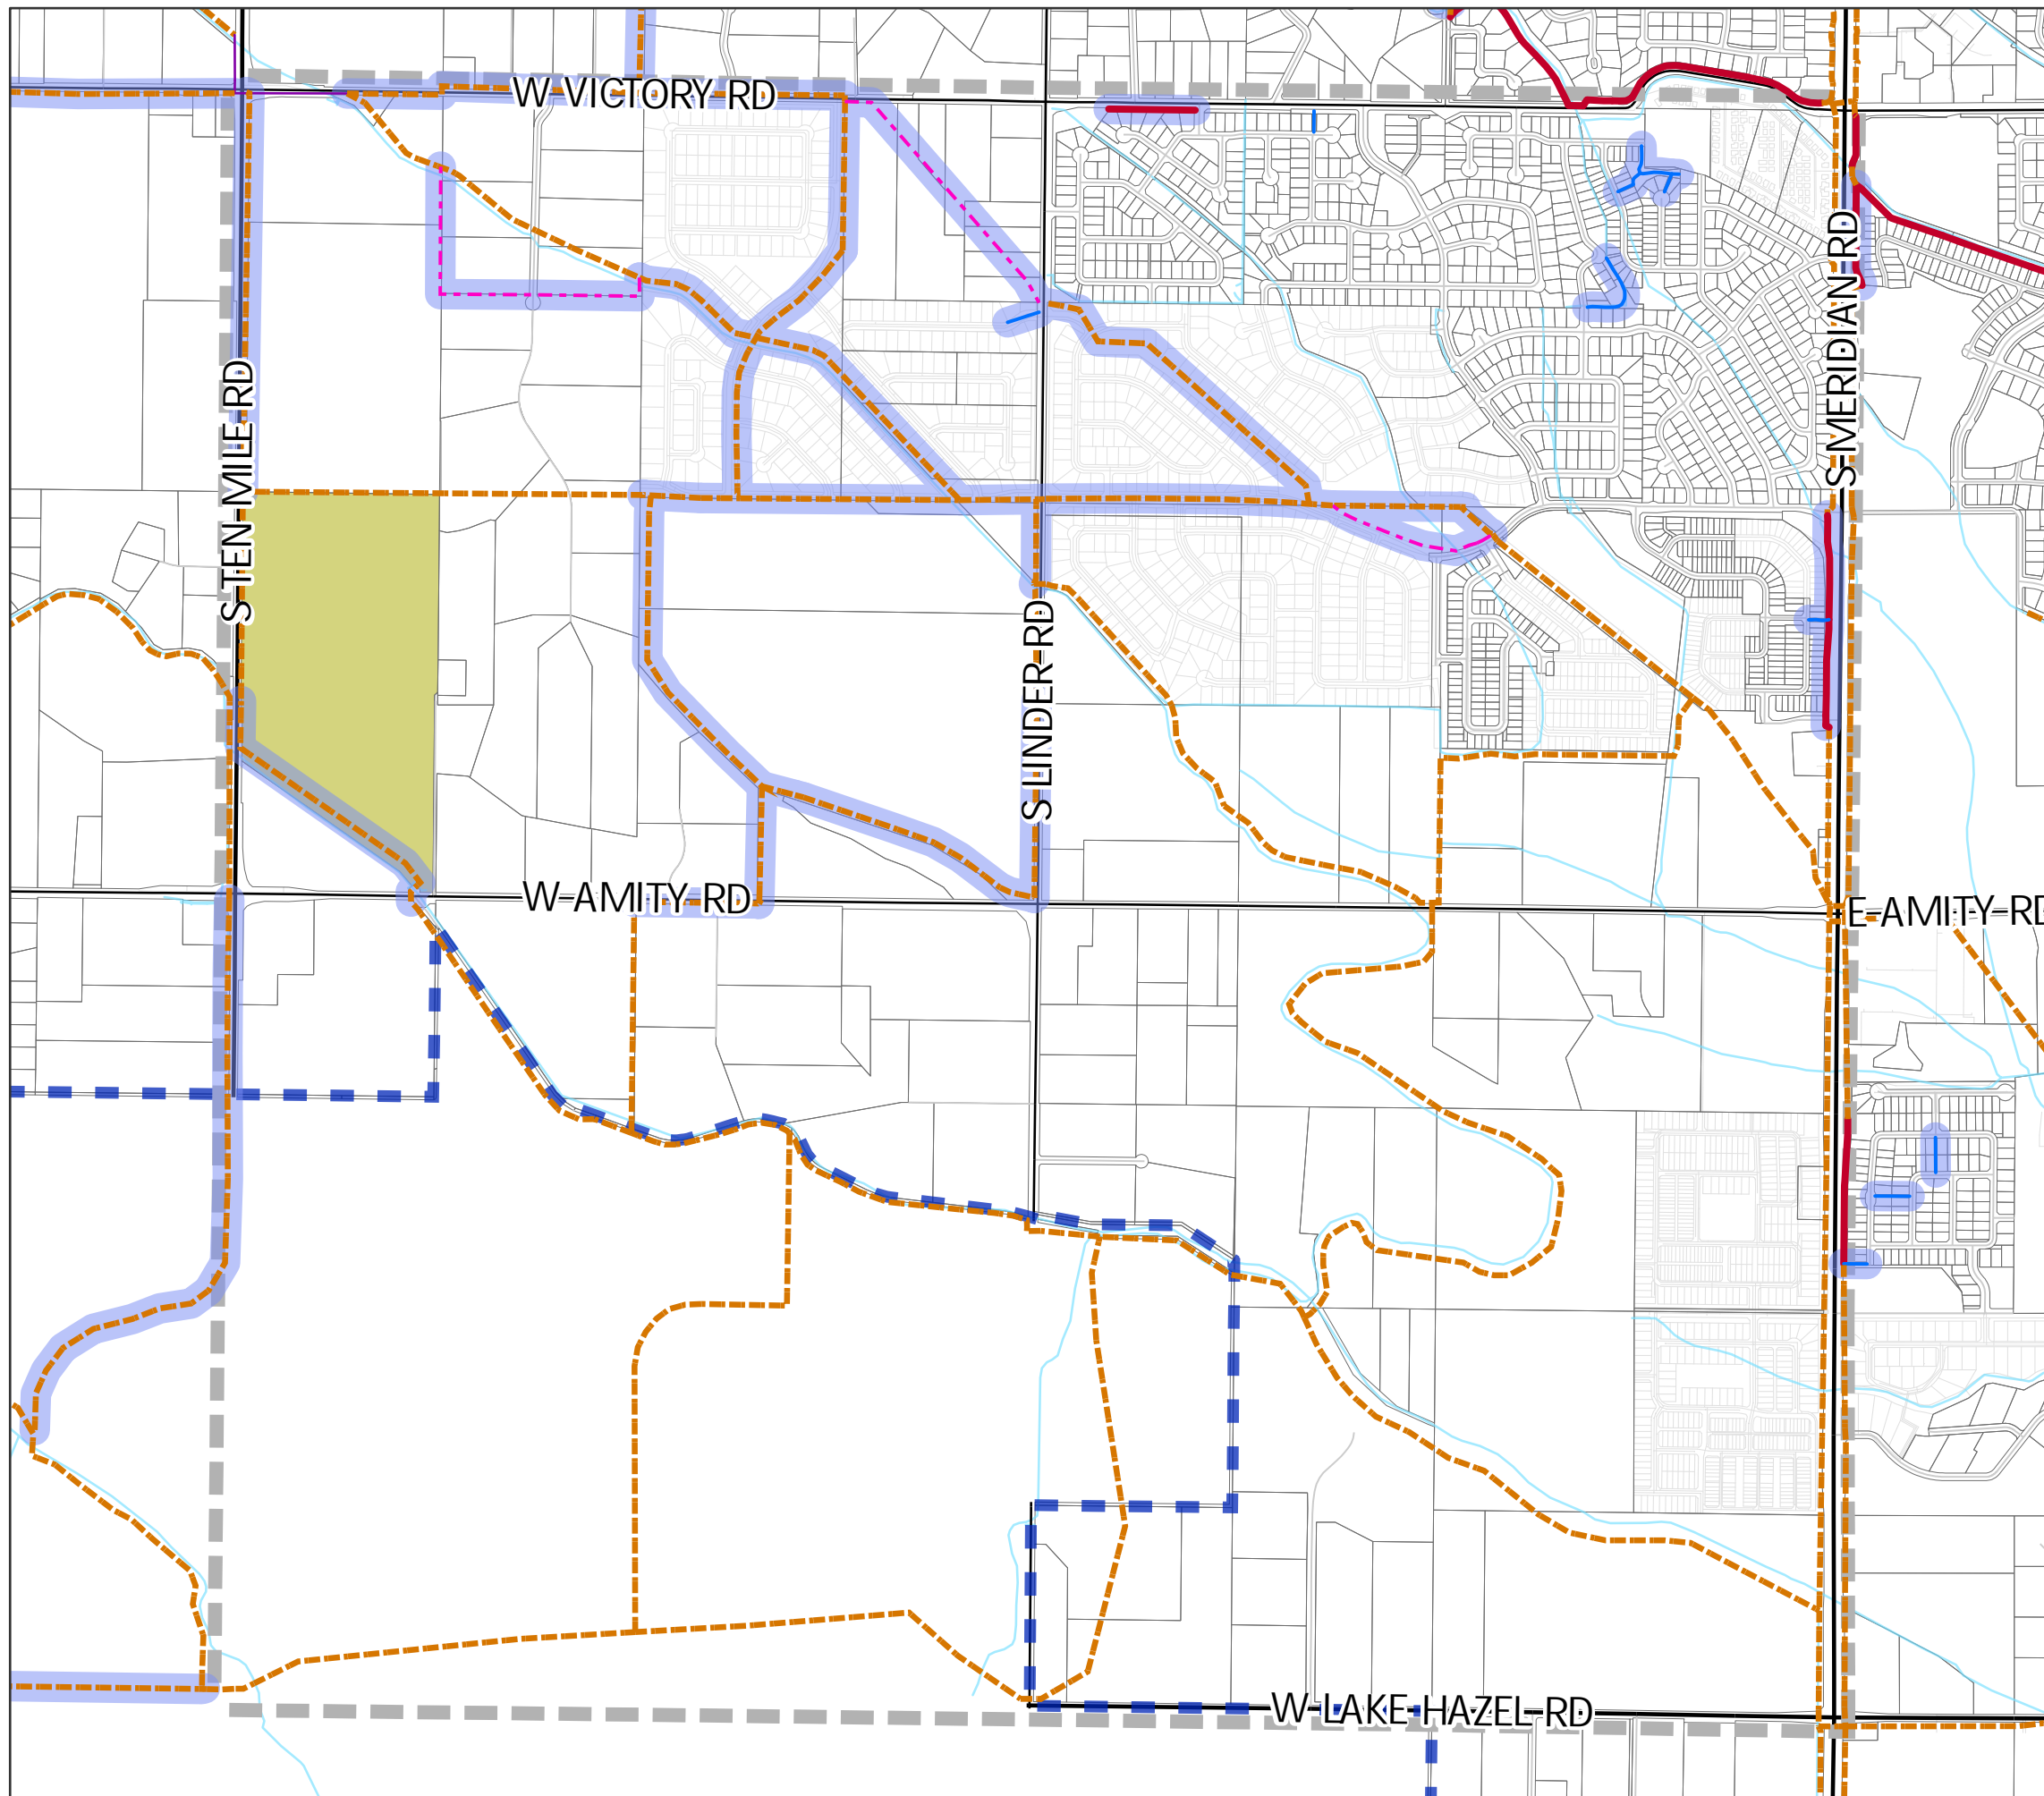 W VICTORY RD
S MERIDIAN RD
S TEN MILE RD
S LINDER RD
W AMITY RD
E AMITY RD
W LAKE HAZEL RD